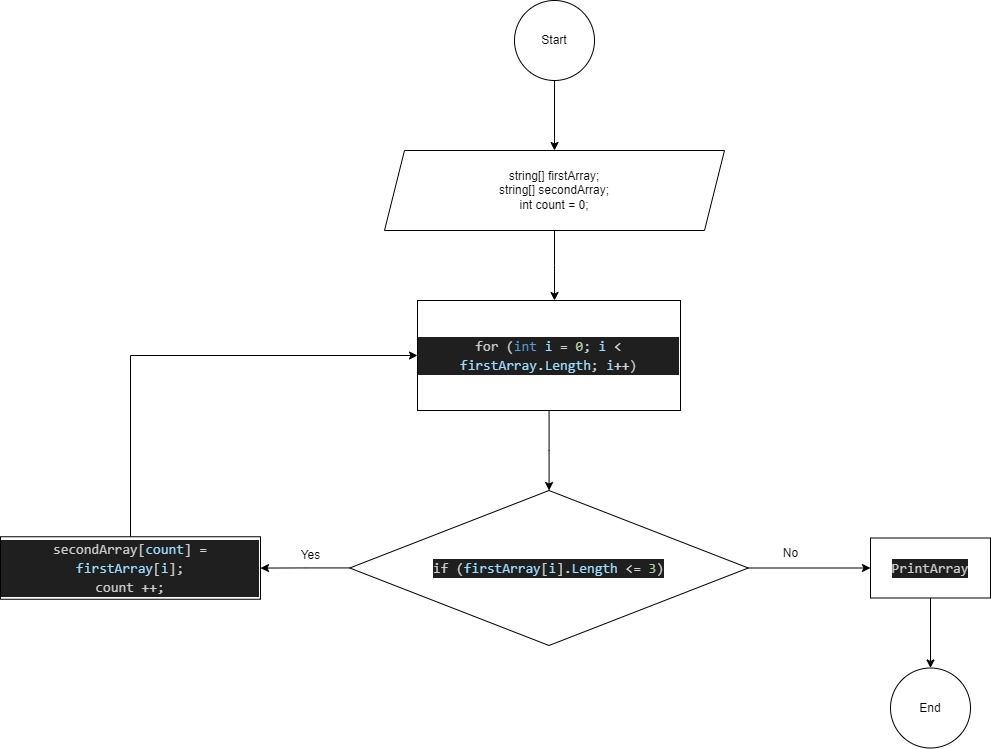 Start
string[] firstArray;
string[] secondArray;
int count = 0;
for (int i = 0; i <
firstArray.Length; i++)
if (firstArray[i].Length <= 3)
Yes
No
secondArray[count] =
firstArray[i];
count ++;
PrintArray
End